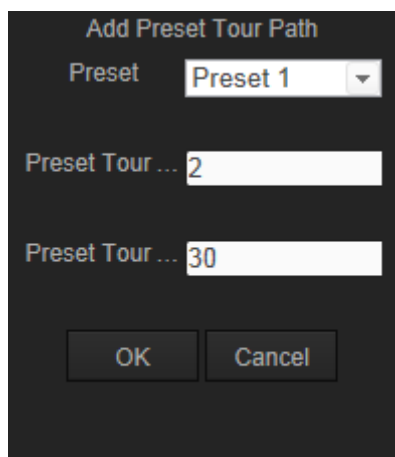 Add Preset Tour Path
Preset Preset 1
Preset Tour ... 2
Preset Tour ... 30
OK Cancel